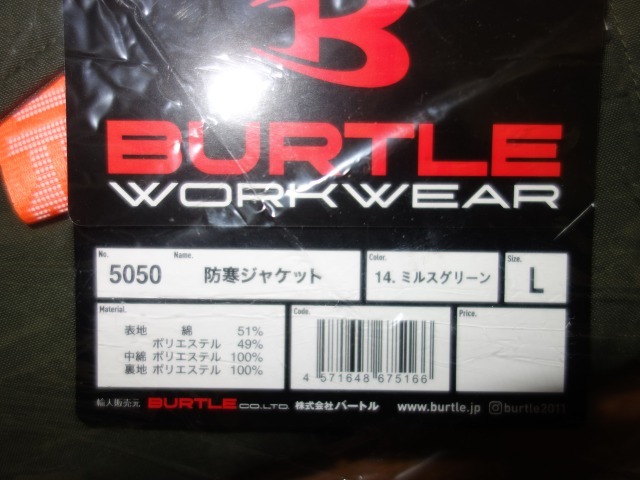 B
BURTLE
WORKWEAR
No. 5050 Name. 防寒ジャケット Color. 14. ミルスグリーン Size. L
Material. Code. Price.
表地 綿 51%
ポリエステル 49%
中綿 ポリエステル 100%
裏地 ポリエステル 100%
4 571648 675166
輸入販売元 BURTLE CO.LTD. 株式会社バートル www.burtle.jp burtle2011